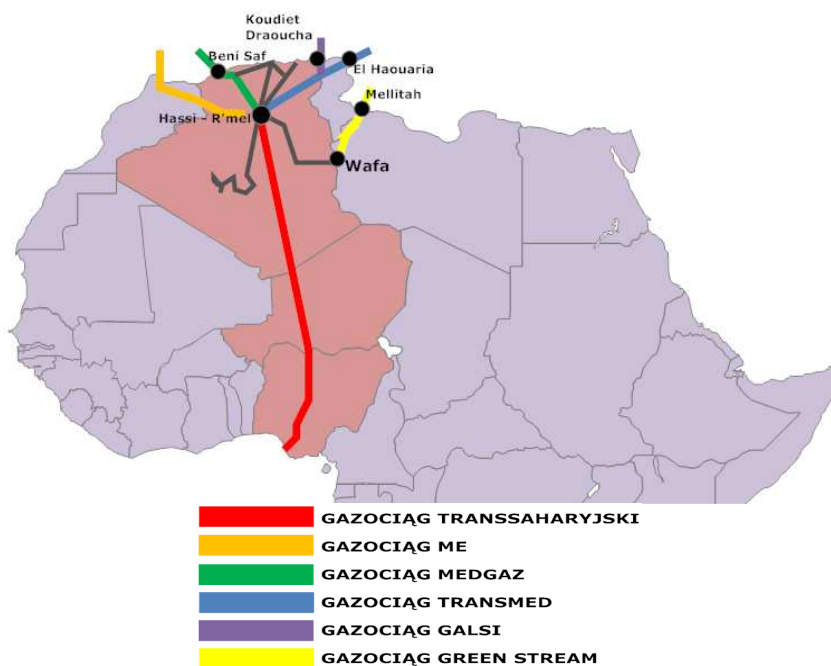 Koudiet
Draoucha
Beni Saf
El Haouaria
Mellitah
Hassi - R'mel
Wafa
GAZOCIĄG TRANSSAHARYJSKI
GAZOCIĄG ME
GAZOCIĄG MEDGAZ
GAZOCIĄG TRANSMED
GAZOCIĄG GALSI
GAZOCIĄG GREEN STREAM